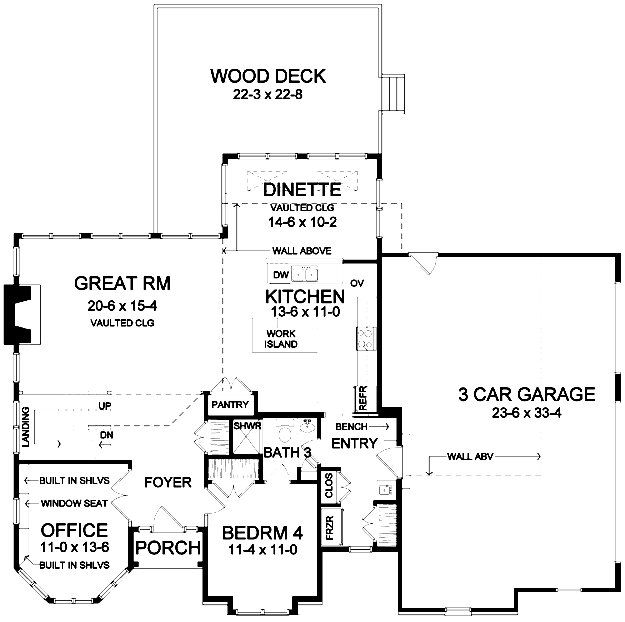 WOOD DECK
22-3 x 22-8
DINETTE
VAULTED CLG
14-6 x 10-2
WALL ABOVE
DW
OV
GREAT RM
20-6 x 15-4
VAULTED CLG
KITCHEN
13-6 x 11-0
WORK
ISLAND
REFR
PANTRY
3 CAR GARAGE
23-6 x 33-4
WALL ABV
LANDING
UP
DN
SHWR
BATH 3
BENCH
ENTRY
CLOS
FRZR
FOYER
BUILT IN SHLVS
WINDOW SEAT
OFFICE
11-0 x 13-6
BUILT IN SHLVS
PORCH
BEDRM 4
11-4 x 11-0